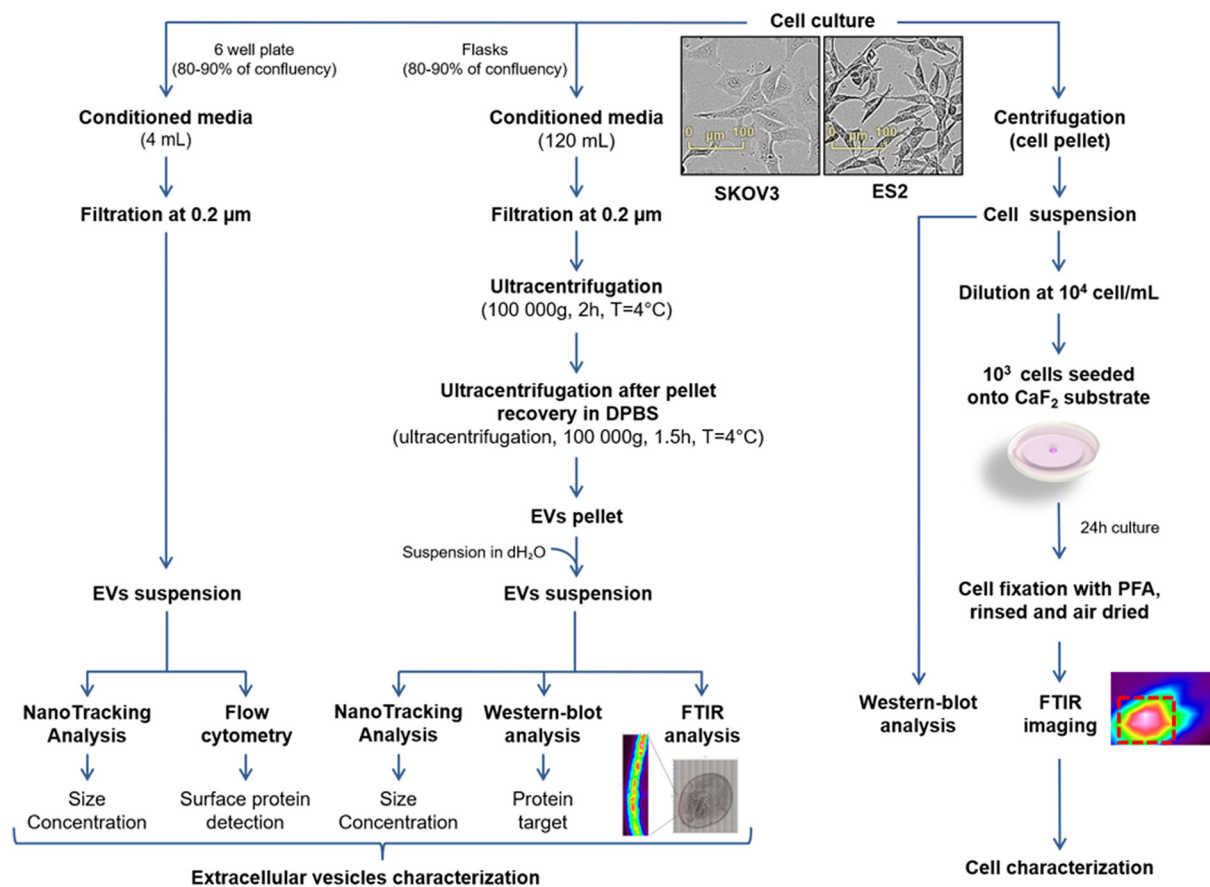 Cell culture
6 well plate
(80-90% of confluency)
Flasks
(80-90% of confluency)
Conditioned media
(4 mL)
Filtration at 0.2 µm
EVs suspension
NanoTracking
Analysis
Size
Concentration
Flow
cytometry
Surface protein
detection
Conditioned media
(120 mL)
Filtration at 0.2 µm
Ultracentrifugation
(100 000g, 2h, T=4°C)
Ultracentrifugation after pellet
recovery in DPBS
(ultracentrifugation, 100 000g, 1.5h, T=4°C)
EVs pellet
Suspension in dH₂O
EVs suspension
NanoTracking
Analysis
Size
Concentration
Western-blot
analysis
Protein
target
FTIR
analysis
Extracellular vesicles characterization
0 µm 100
SKOV3
0 µm 100
ES2
Centrifugation
(cell pellet)
Cell suspension
Dilution at 10⁴ cell/mL
10³ cells seeded
onto CaF₂ substrate
24h culture
Cell fixation with PFA,
rinsed and air dried
Western-blot
analysis
FTIR
imaging
Cell characterization